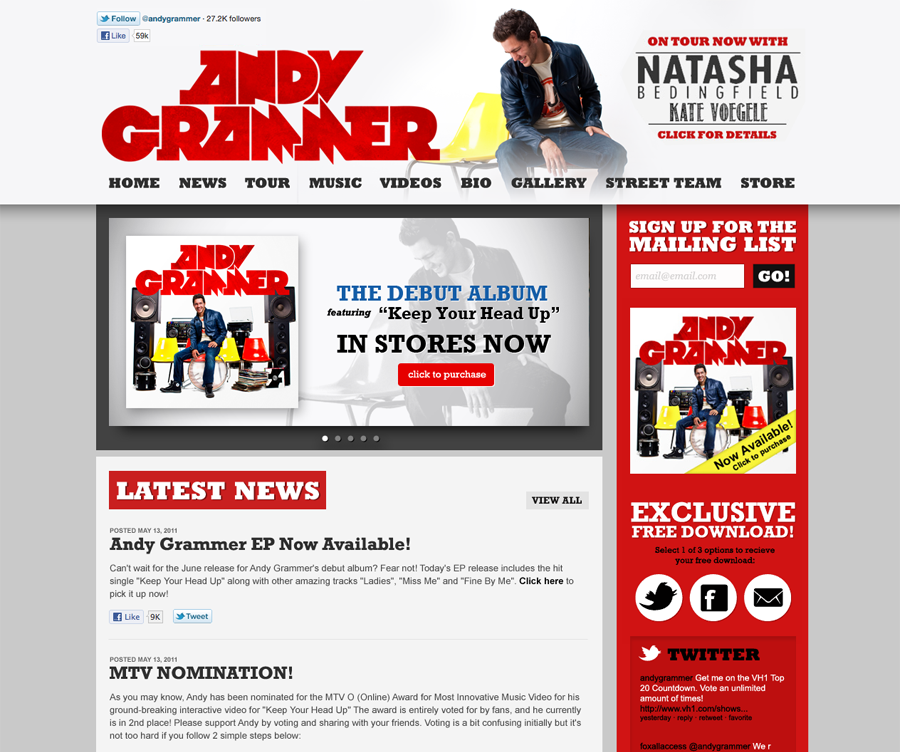 Follow @andygrammer · 27.2K followers
Like 59k
ANDY
GRAMMER
ON TOUR NOW WITH
NATASHA
BEDINGFIELD
KATE VOEGELE
CLICK FOR DETAILS
HOME NEWS TOUR MUSIC VIDEOS BIO GALLERY STREET TEAM STORE
ANDY
GRAMMER
THE DEBUT ALBUM
featuring “Keep Your Head Up”
IN STORES NOW
click to purchase
SIGN UP FOR THE
MAILING LIST
email@email.com GO!
ANDY
GRAMMER
Now Available!
Click to purchase
LATEST NEWS
VIEW ALL
POSTED MAY 13, 2011
Andy Grammer EP Now Available!
Can't wait for the June release for Andy Grammer's debut album? Fear not! Today's EP release includes the hit
single "Keep Your Head Up" along with other amazing tracks "Ladies", "Miss Me" and "Fine By Me". Click here to
pick it up now!
Like 9K Tweet
POSTED MAY 13, 2011
MTV NOMINATION!
As you may know, Andy has been nominated for the MTV O (Online) Award for Most Innovative Music Video for his
ground-breaking interactive video for "Keep Your Head Up" The award is entirely voted for by fans, and he currently
is in 2nd place! Please support Andy by voting and sharing with your friends. Voting is a bit confusing initially but it's
not too hard if you follow 2 simple steps below:
EXCLUSIVE
FREE DOWNLOAD!
Select 1 of 3 options to recieve
your free download:
TWITTER
andygrammer Get me on the VH1 Top
20 Countdown. Vote an unlimited
amount of times!
http://www.vh1.com/shows...
yesterday · reply · retweet · favorite
foxallaccess @andygrammer We r